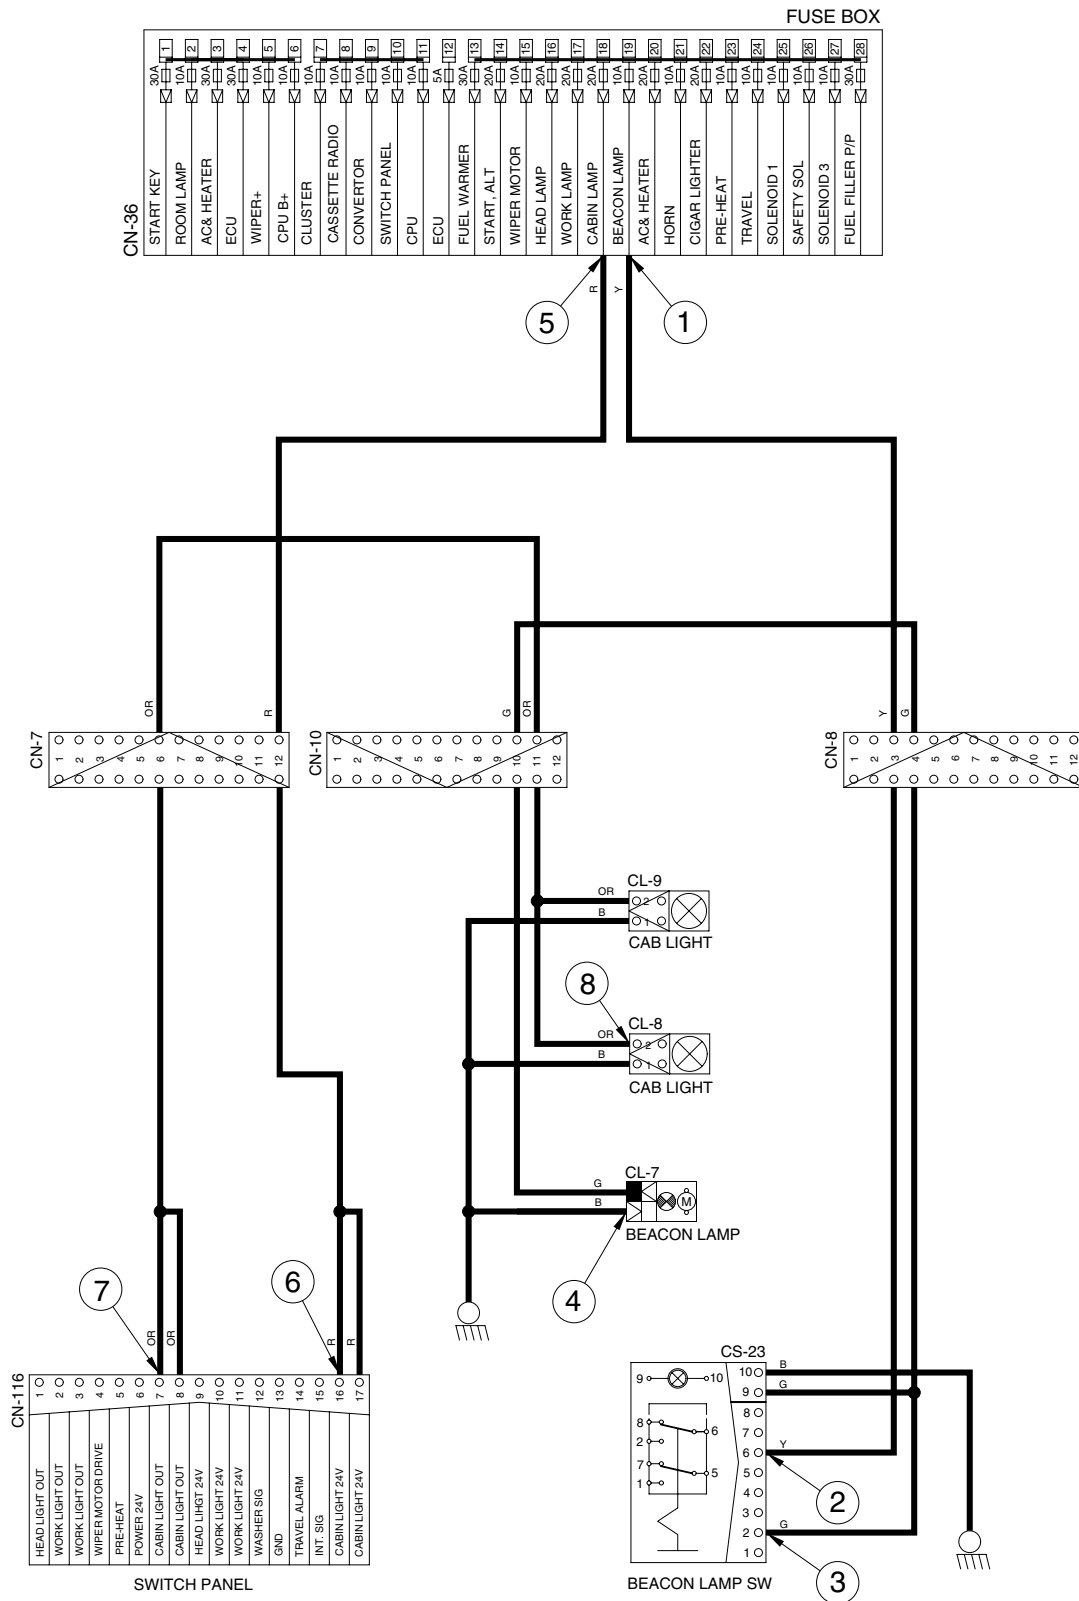 FUSE BOX
1 2 3 4 5 6 7 8 9 10 11 12 13 14 15 16 17 18 19 20 21 22 23 24 25 26 27 28
30A 10A 30A 30A 10A 10A 10A 10A 10A 10A 10A 5A 30A 20A 10A 20A 20A 20A 10A 10A 10A 20A 10A 10A 10A 10A 10A 30A
CN-36
START KEY
ROOM LAMP
AC& HEATER
ECU
WIPER+
CPU B+
CLUSTER
CASSETTE RADIO
CONVERTOR
SWITCH PANEL
CPU
ECU
FUEL WARMER
START, ALT
WIPER MOTOR
HEAD LAMP
WORK LAMP
CABIN LAMP
BEACON LAMP
AC& HEATER
HORN
CIGAR LIGHTER
PRE-HEAT
TRAVEL
SOLENOID 1
SAFETY SOL
SOLENOID 3
FUEL FILLER P/P
R Y
5 1
OR R G OR Y G
CN-7
1 2 3 4 5 6 7 8 9 10 11 12
CN-10
1 2 3 4 5 6 7 8 9 10 11 12
CN-8
1 2 3 4 5 6 7 8 9 10 11 12
CL-9
OR 2
B 1
CAB LIGHT
8
CL-8
OR 2
B 1
CAB LIGHT
CL-7
G
B M
BEACON LAMP
4
7 6
OR OR R R
CN-116
1 2 3 4 5 6 7 8 9 10 11 12 13 14 15 16 17
HEAD LIGHT OUT
WORK LIGHT OUT
WORK LIGHT OUT
WIPER MOTOR DRIVE
PRE-HEAT
POWER 24V
CABIN LIGHT OUT
CABIN LIGHT OUT
HEAD LIHGT 24V
WORK LIGHT 24V
WORK LIGHT 24V
WASHER SIG
GND
TRAVEL ALARM
INT. SIG
CABIN LIGHT 24V
CABIN LIGHT 24V
SWITCH PANEL
CS-23
9 10 10 B
9 G
8 8
6 7
2 6 Y
7 5
5 4 2
1 3
2 G
1
BEACON LAMP SW
3